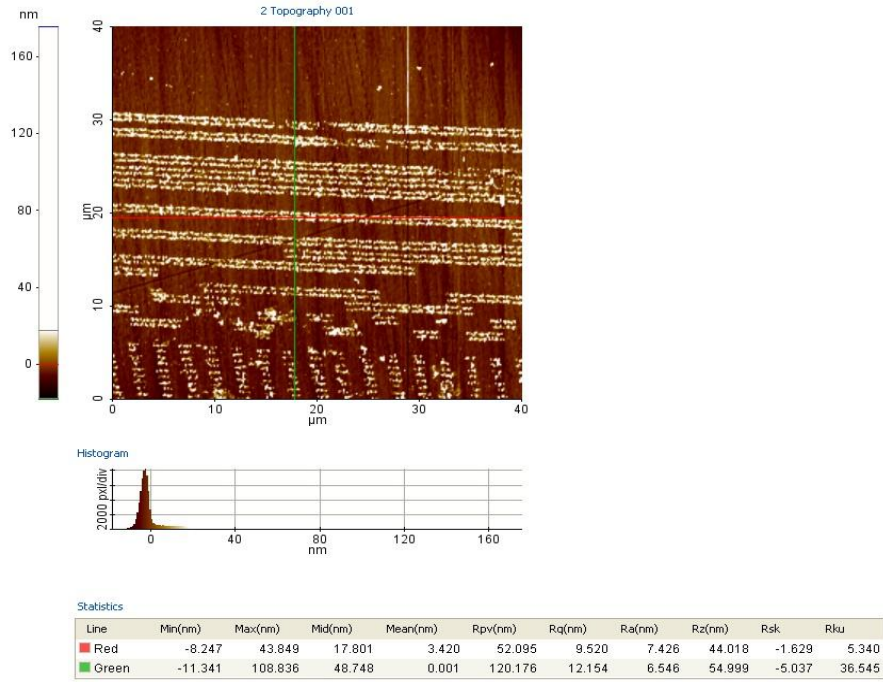 nm
2 Topography 001
160
120
80
40
0
40
30
20
10
0
µm
0 10 20 30 40
µm
Histogram
2000 pxl/div
0 40 80 120 160
nm
Statistics
Line Min(nm) Max(nm) Mid(nm) Mean(nm) Rpv(nm) Rq(nm) Ra(nm) Rz(nm) Rsk Rku
Red -8.247 43.849 17.801 3.420 52.095 9.520 7.426 44.018 -1.629 5.340
Green -11.341 108.836 48.748 0.001 120.176 12.154 6.546 54.999 -5.037 36.545